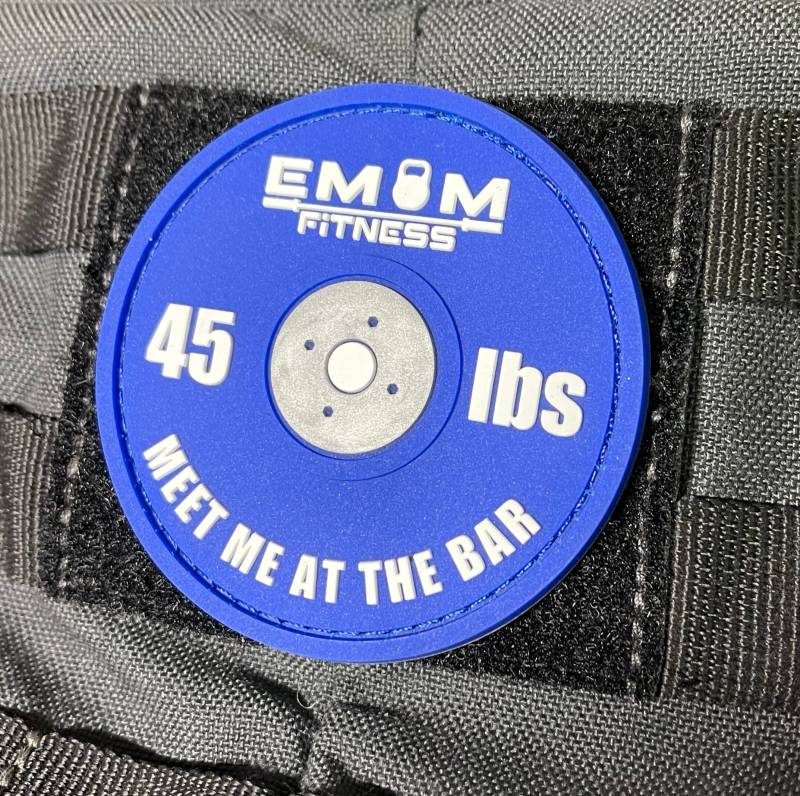 EMOM
FiTNESS
45 lbs
MEET ME AT THE BAR